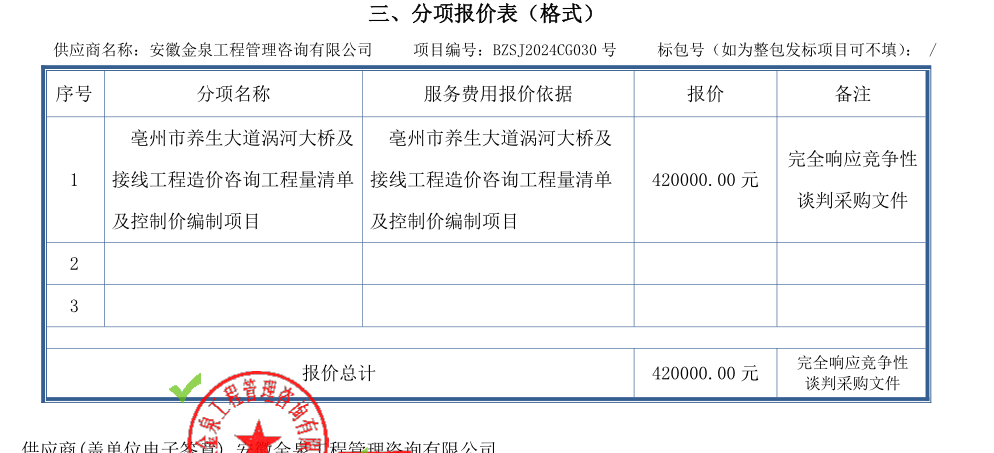 三、分项报价表（格式）
供应商名称：安徽金泉工程管理咨询有限公司 项目编号：BZSJ2024CG030 号 标包号（如为整包发标项目可不填）： /
序号 分项名称 服务费用报价依据 报价 备注
1 亳州市养生大道涡河大桥及接线工程造价咨询工程量清单及控制价编制项目 亳州市养生大道涡河大桥及接线工程造价咨询工程量清单及控制价编制项目 420000.00 元 完全响应竞争性谈判采购文件
2
3
报价总计 420000.00 元 完全响应竞争性谈判采购文件
金泉工程管理咨询有限
供应商(盖单位电子签章) 安徽金泉工程管理咨询有限公司